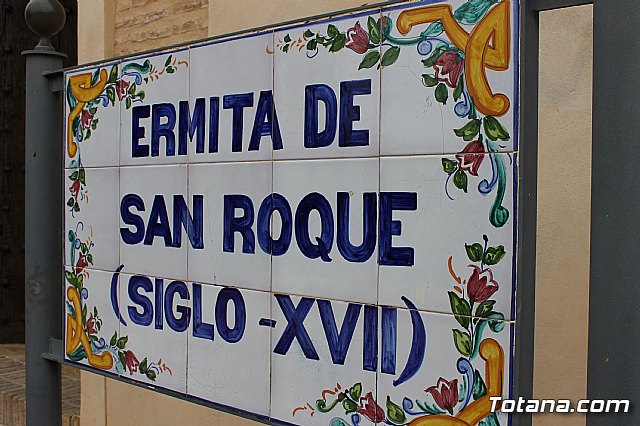 ERMITA DE
SAN ROQUE
(SIGLO -XVII)
Totana.com